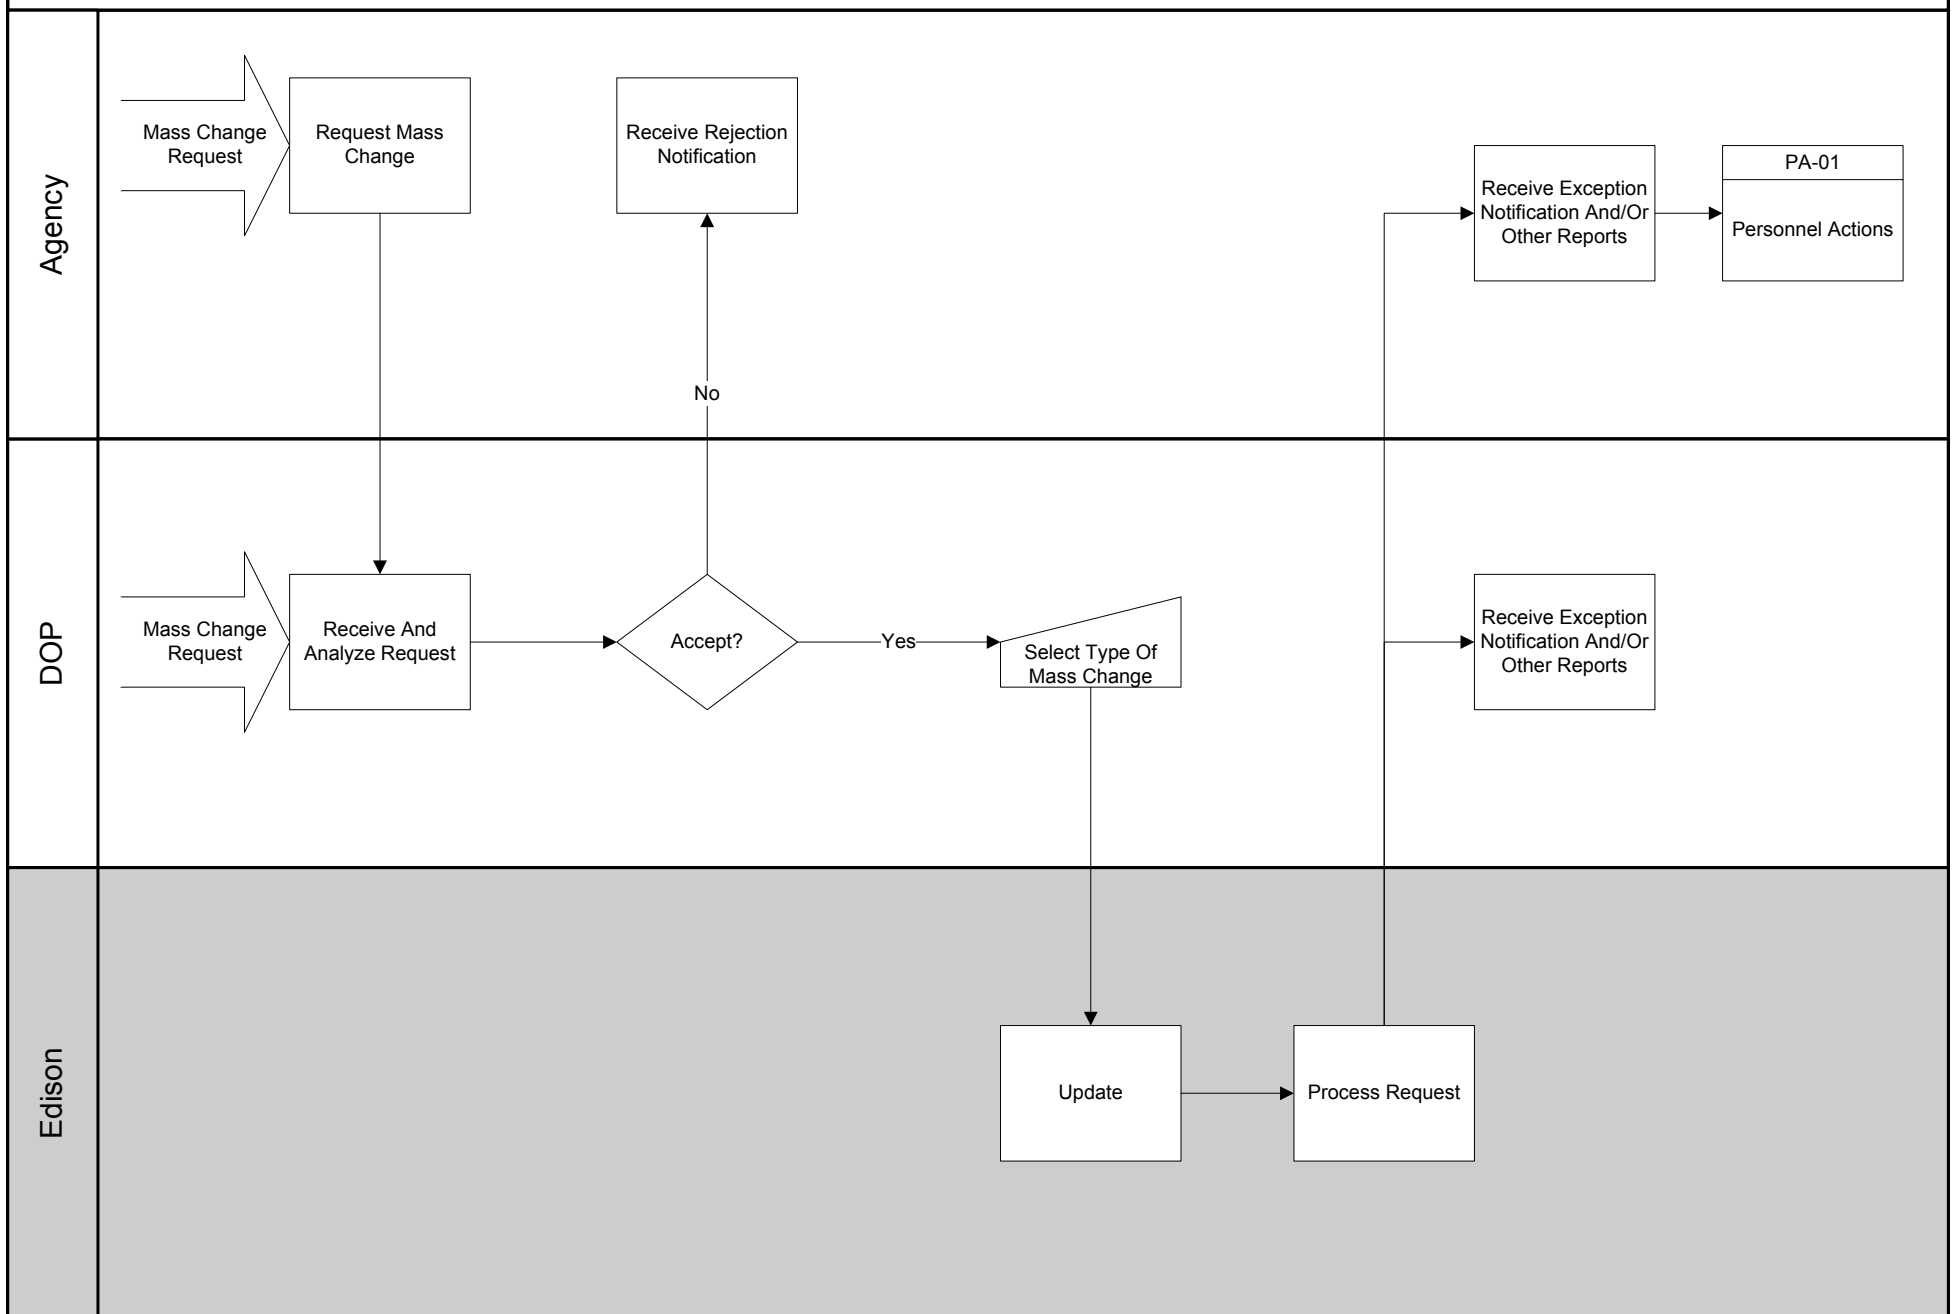 Agency
Mass Change
Request
Request Mass
Change
Receive Rejection
Notification
Receive Exception
Notification And/Or
Other Reports
PA-01
Personnel Actions
No
DOP
Mass Change
Request
Receive And
Analyze Request
Accept?
Yes
Select Type Of
Mass Change
Receive Exception
Notification And/Or
Other Reports
Edison
Update
Process Request